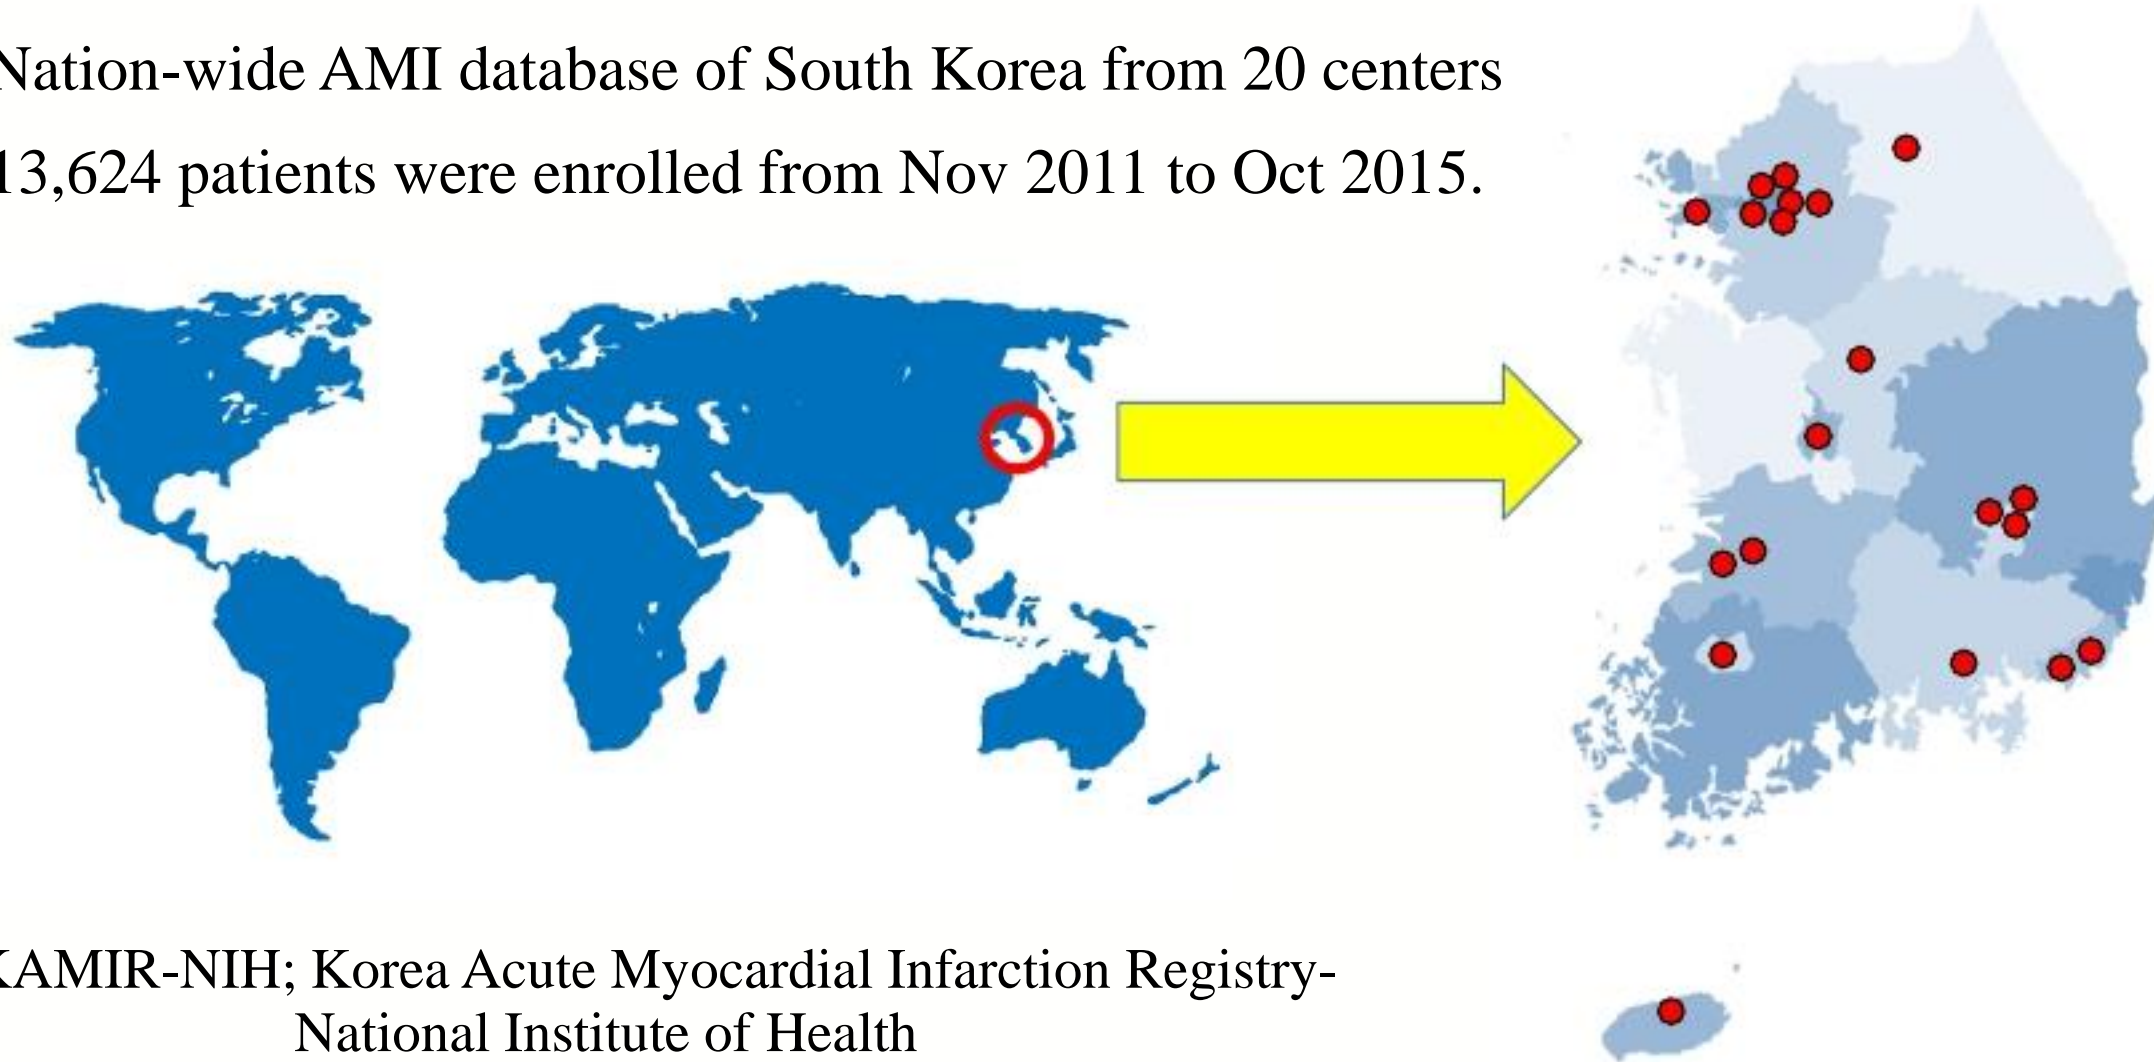 Nation-wide AMI database of South Korea from 20 centers
13,624 patients were enrolled from Nov 2011 to Oct 2015.
KAMIR-NIH; Korea Acute Myocardial Infarction Registry-
National Institute of Health